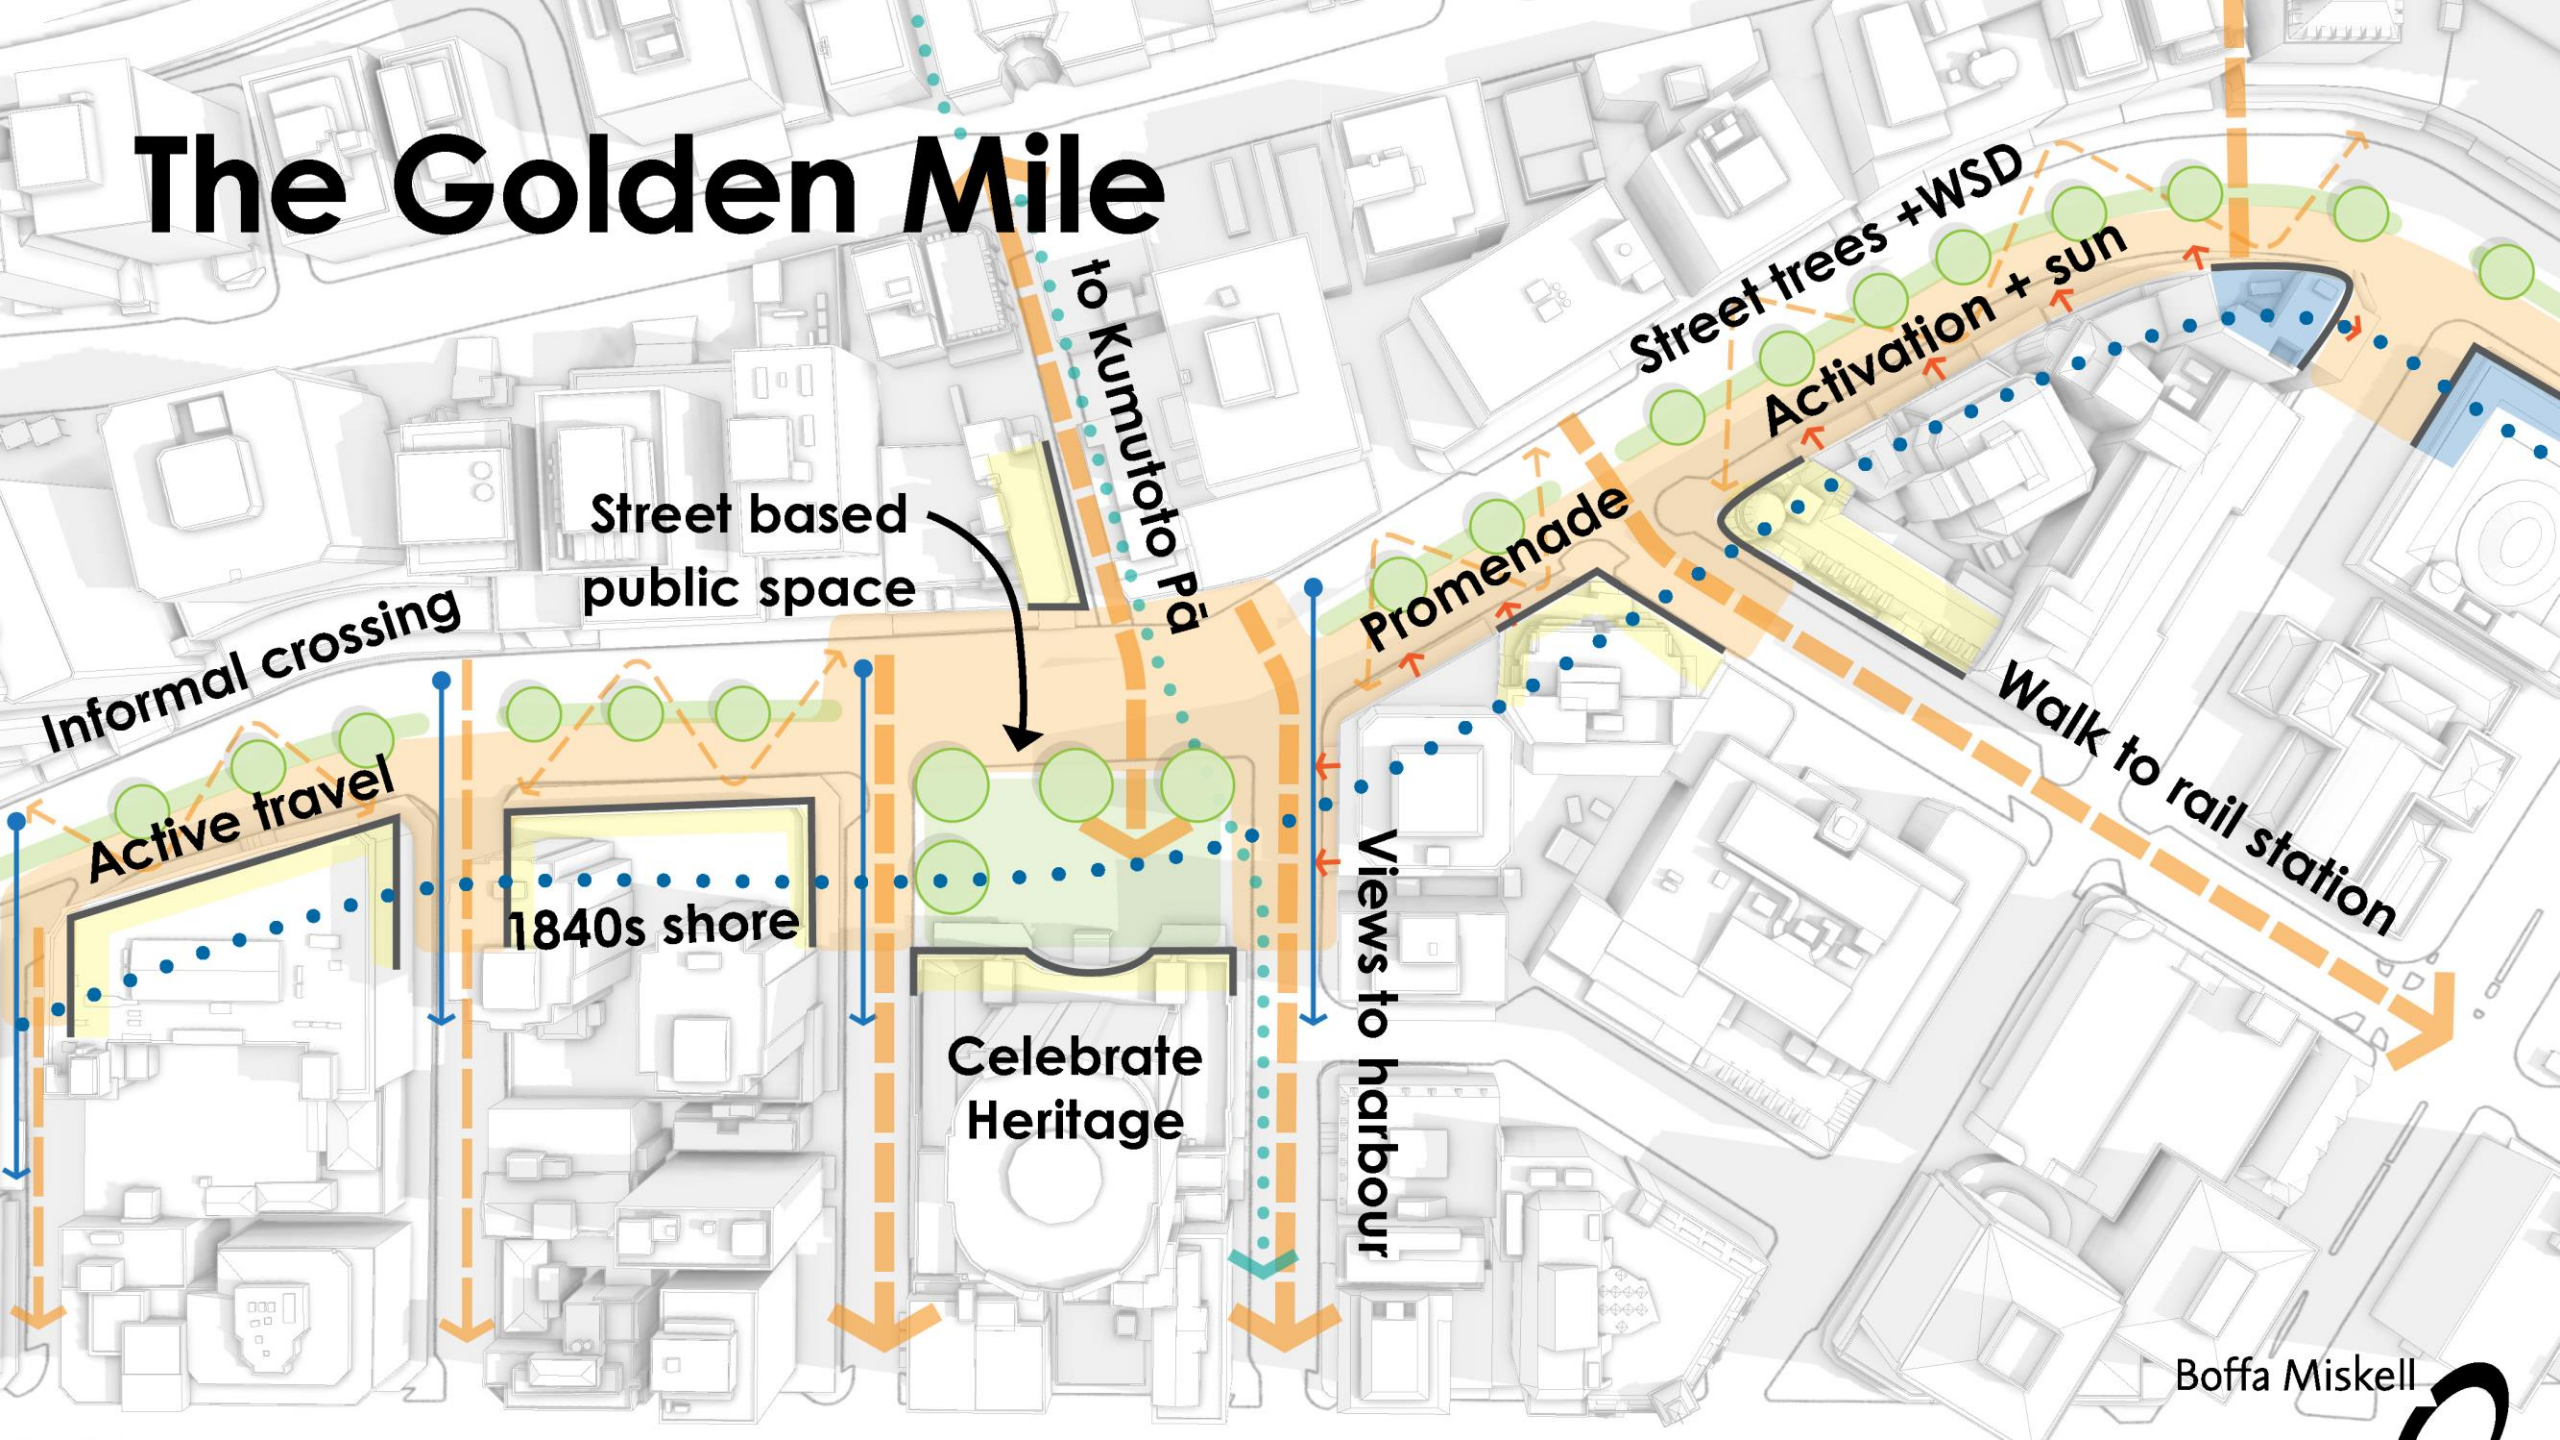 The Golden Mile
to Kumutoto Pā
Street trees +WSD
Activation + sun
Street based
public space
Promenade
Informal crossing
Active travel
Walk to rail station
1840s shore
Views to harbour
Celebrate
Heritage
Boffa Miskell